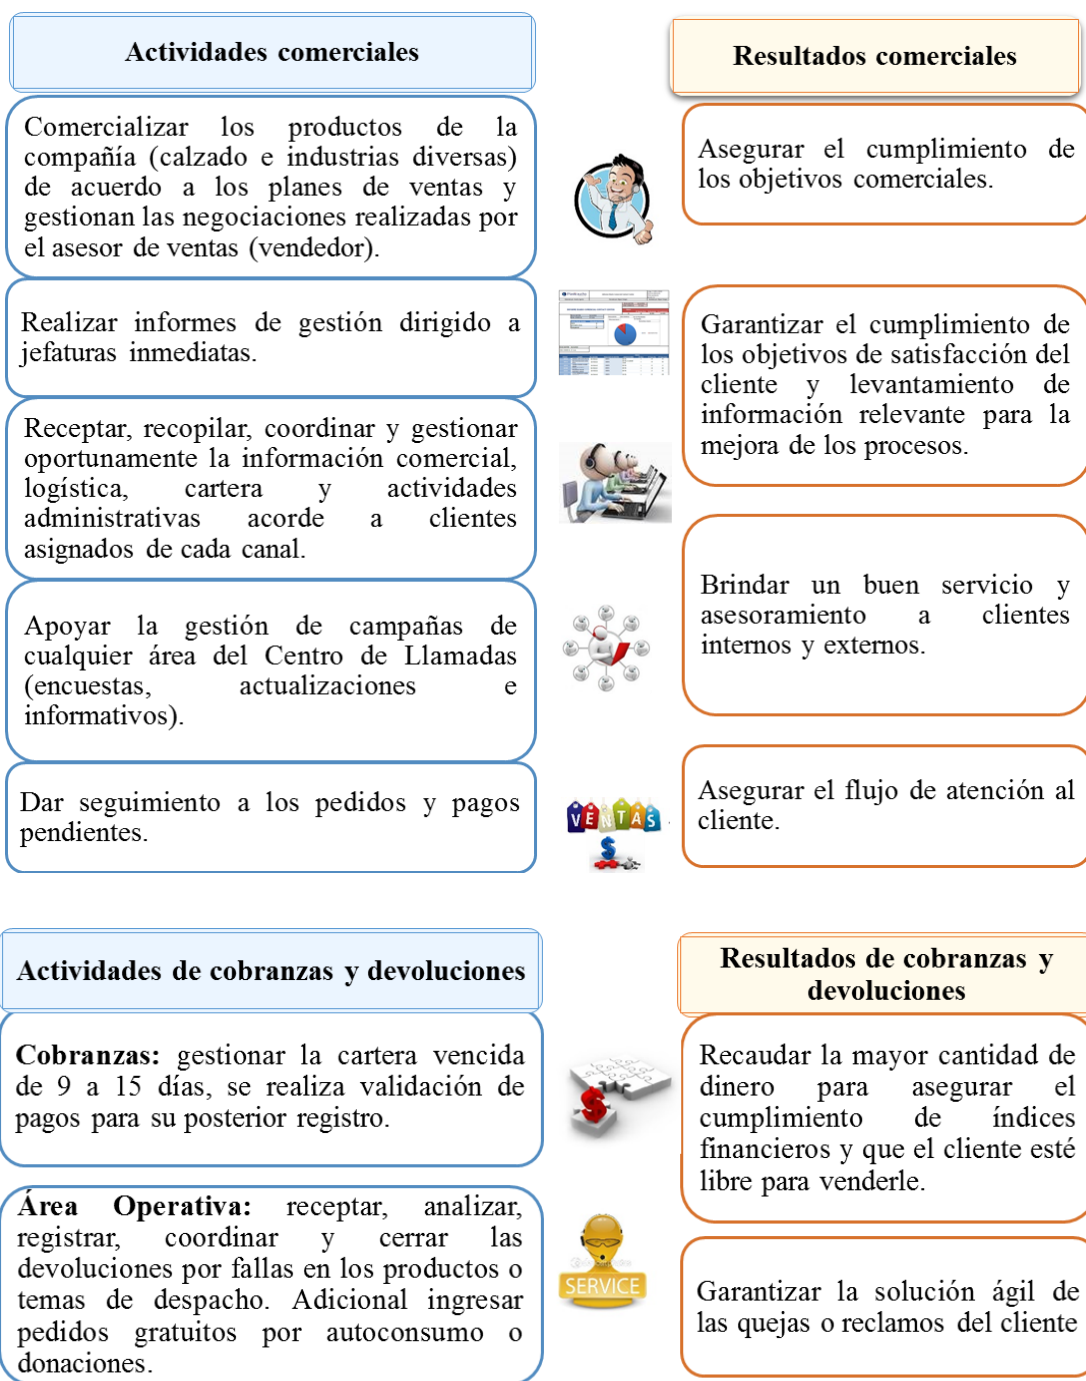 Actividades comerciales
Resultados comerciales
Comercializar los productos de la
compañía (calzado e industrias diversas)
de acuerdo a los planes de ventas y
gestionan las negociaciones realizadas por
el asesor de ventas (vendedor).
Asegurar el cumplimiento de
los objetivos comerciales.
Realizar informes de gestión dirigido a
jefaturas inmediatas.
Garantizar el cumplimiento de
los objetivos de satisfacción del
cliente y levantamiento de
información relevante para la
mejora de los procesos.
Receptar, recopilar, coordinar y gestionar
oportunamente la información comercial,
logística, cartera y actividades
administrativas acorde a clientes
asignados de cada canal.
Brindar un buen servicio y
asesoramiento a clientes
internos y externos.
Apoyar la gestión de campañas de
cualquier área del Centro de Llamadas
(encuestas, actualizaciones e
informativos).
Dar seguimiento a los pedidos y pagos
pendientes.
VENTAS
Asegurar el flujo de atención al
cliente.
Actividades de cobranzas y devoluciones
Resultados de cobranzas y
devoluciones
Cobranzas: gestionar la cartera vencida
de 9 a 15 días, se realiza validación de
pagos para su posterior registro.
Recaudar la mayor cantidad de
dinero para asegurar el
cumplimiento de índices
financieros y que el cliente esté
libre para venderle.
Área Operativa: receptar, analizar,
registrar, coordinar y cerrar las
devoluciones por fallas en los productos o
temas de despacho. Adicional ingresar
pedidos gratuitos por autoconsumo o
donaciones.
SERVICE
Garantizar la solución ágil de
las quejas o reclamos del cliente